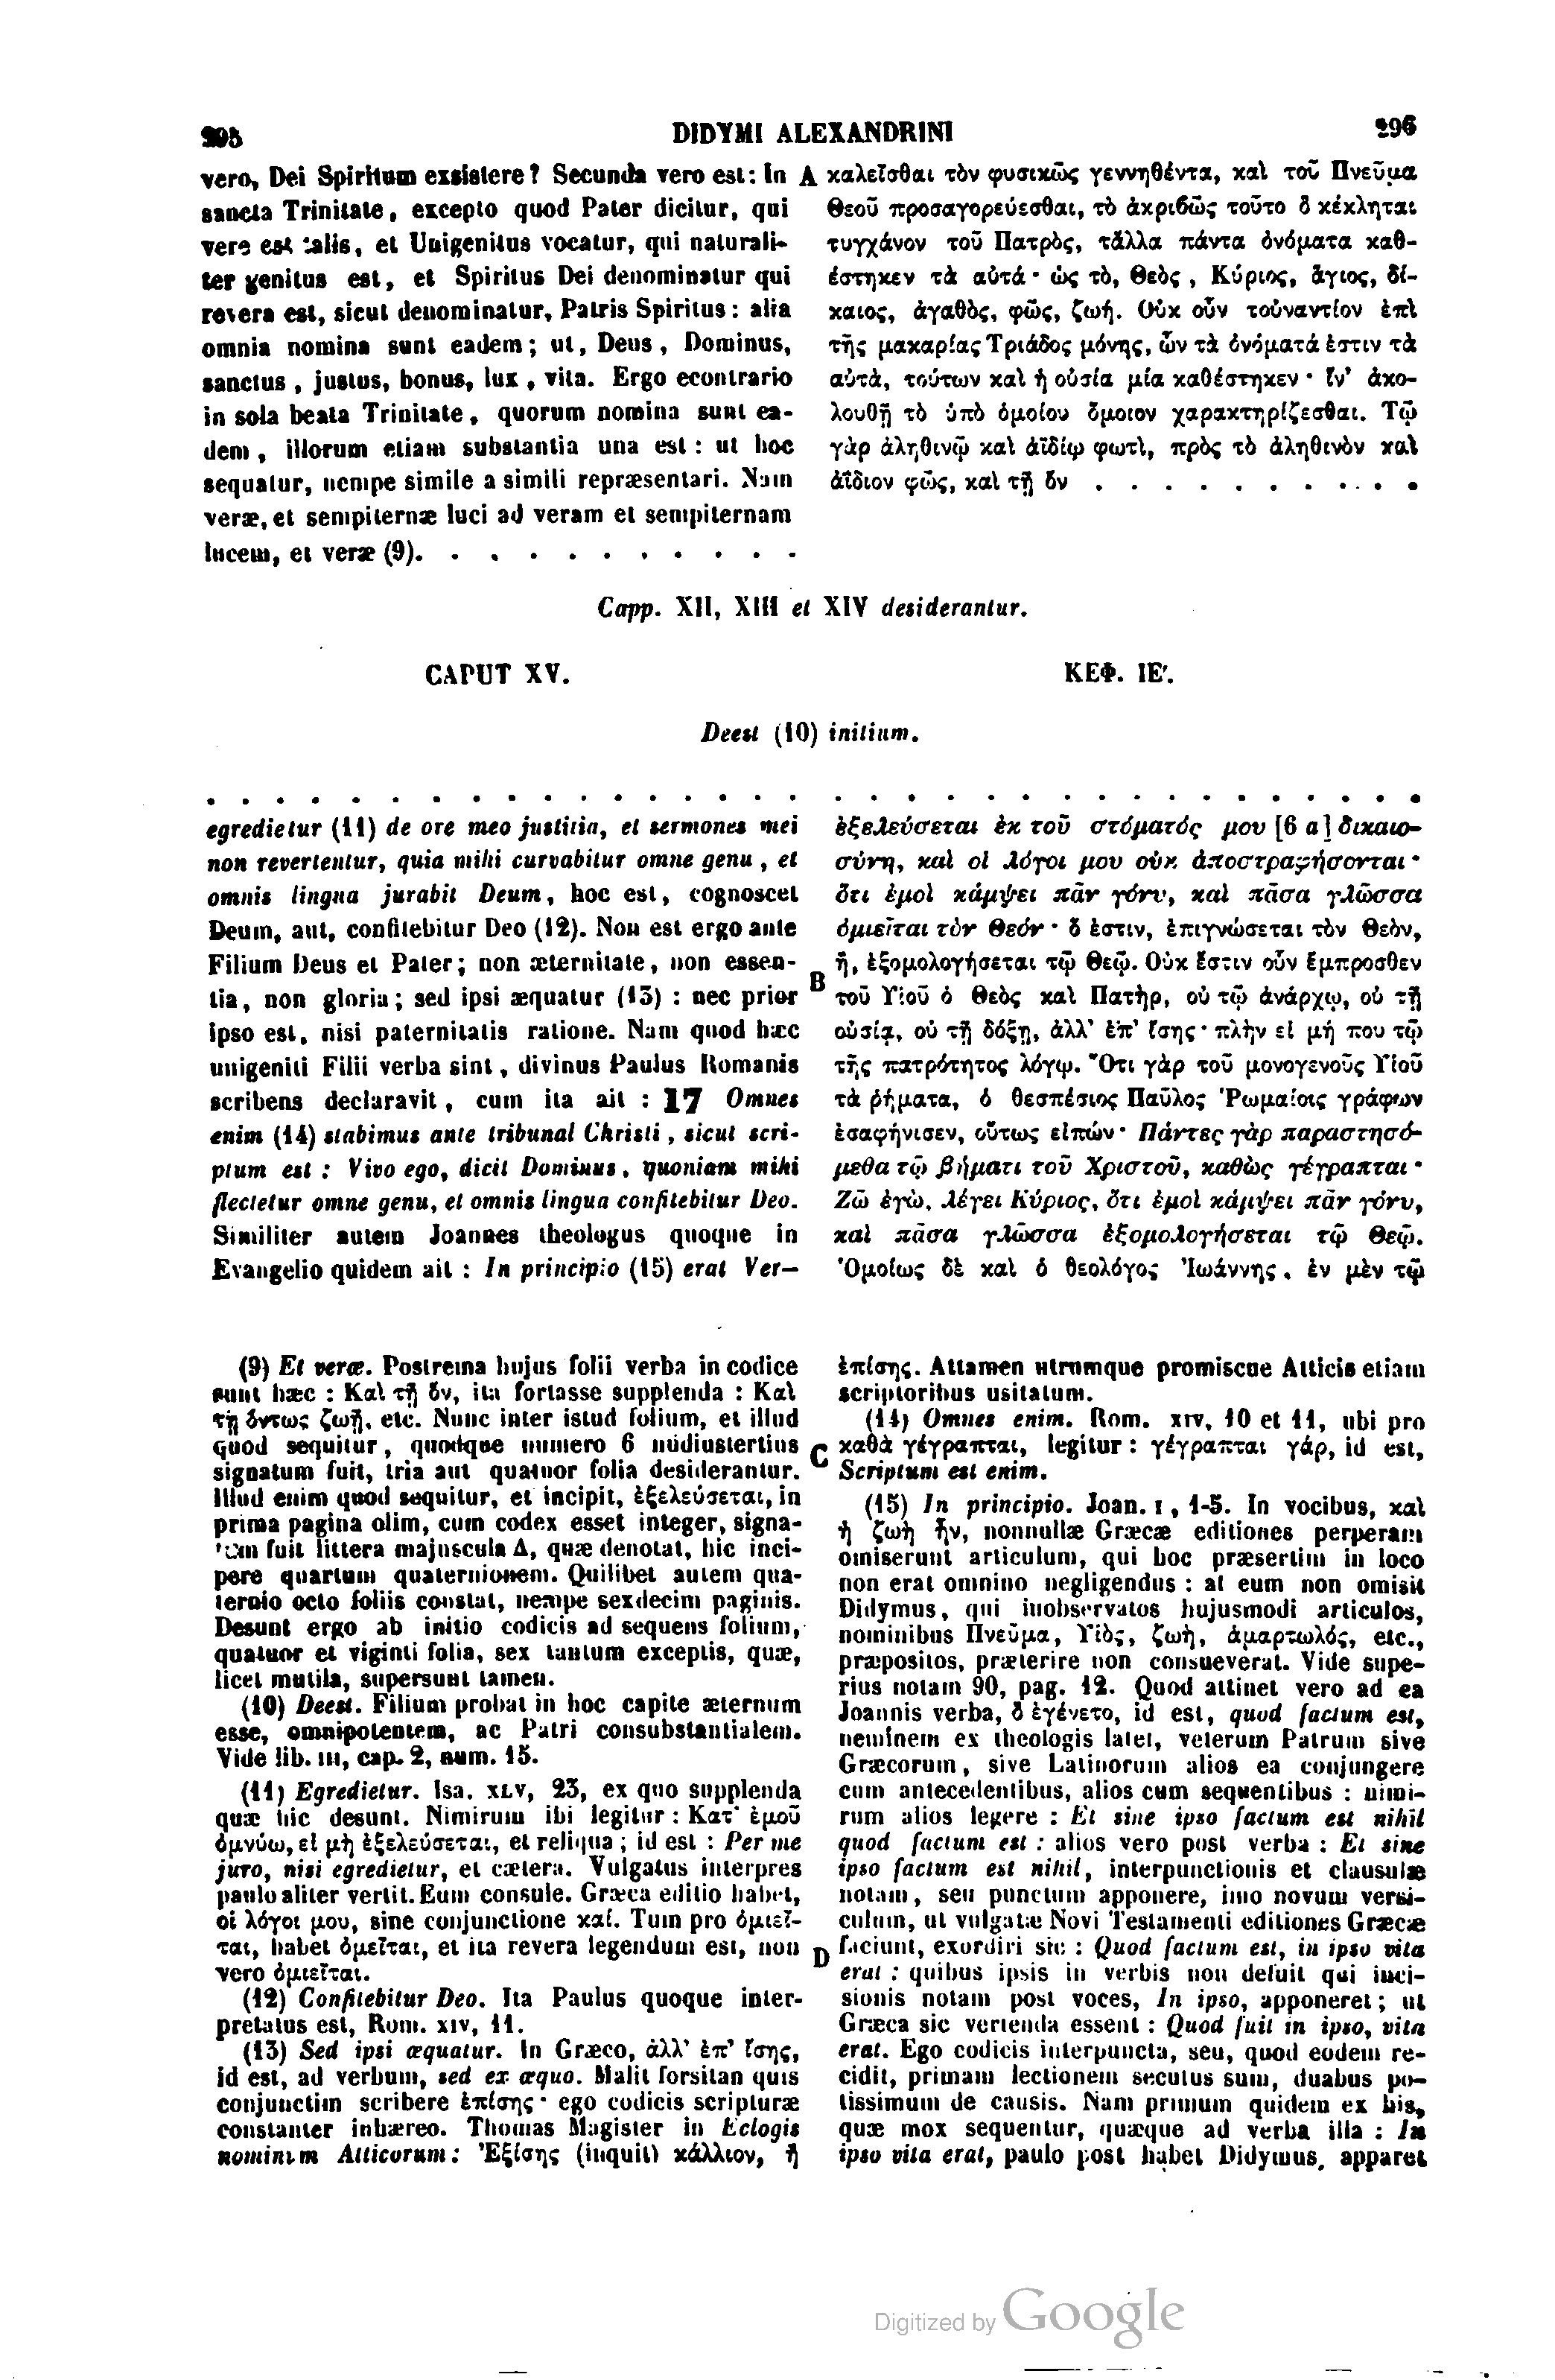 295
DIDYMI ALEXANDRINI
296
vero, Dei Spiritum exsistere? Secunda vero est: In
sancta Trinitate, excepto quod Pater dicitur, qui
vere est talis, et Unigenitus vocatur, qui naturali-
ter genitus est, et Spiritus Dei denominatur qui
revera est, sicut denominatur, Patris Spiritus: alia
omnia nomina sunt eadem; ut, Deus, Dominus,
sanctus, justus, bonus, lux, vita. Ergo econtrario
in sola beata Trinitate, quorum nomina sunt ea-
dem, illorum etiam substantia una est: ut hoc
sequatur, nempe simile a simili repræsentari. Nam
veræ, et sempiternæ luci ad veram et sempiternam
lucem, et veræ (9). . . . . . . . . . .
A καλεῖσθαι τὸν φυσικῶς γεννηθέντα, καὶ τοῦ Πνεῦμα
Θεοῦ προσαγορεύεσθαι, τὸ ἀκριβῶς τοῦτο ὃ κέκληται
τυγχάνον τοῦ Πατρὸς, τἄλλα πάντα ὀνόματα καθ-
έστηκεν τὰ αὐτά· ὡς τὸ, Θεὸς, Κύριος, ἅγιος, δί-
καιος, ἀγαθὸς, φῶς, ζωή. Οὐκ οὖν τοὐναντίον ἐπὶ
τῆς μακαρίας Τριάδος μόνης, ὧν τὰ ὀνόματά ἐστιν τὰ
αὐτὰ, τούτων καὶ ἡ οὐσία μία καθέστηκεν· ἵν' ἀκο-
λουθῇ τὸ ὑπὸ ὁμοίου ὅμοιον χαρακτηρίζεσθαι. Τῷ
γὰρ ἀληθινῷ καὶ ἀϊδίῳ φωτὶ, πρὸς τὸ ἀληθινὸν καὶ
ἀΐδιον φῶς, καὶ τῇ ὄν . . . . . . . . . . .
Capp. XII, XIII et XIV desiderantur.
CAPUT XV.
ΚΕΦ. ΙΕ'.
Deest (10) initium.
. . . . . . . . . . . . . . . . .
egredietur (11) de ore meo justitia, et sermones mei
non revertentur, quia mihi curvabitur omne genu, et
omnis lingua jurabit Deum, hoc est, cognoscet
Deum, aut, confitebitur Deo (12). Non est ergo ante
Filium Deus et Pater; non æternitate, non essen-
tia, non gloria; sed ipsi æquatur (13): nec prior
ipso est, nisi paternitatis ratione. Nam quod hæc
unigeniti Filii verba sint, divinus Paulus Romanis
scribens declaravit, cum ita ait: 17 Omnes
enim (14) stabimus ante tribunal Christi, sicut scri-
ptum est: Vivo ego, dicit Dominus, quoniam mihi
flectetur omne genu, et omnis lingua confitebitur Deo.
Similiter autem Joannes theologus quoque in
Evangelio quidem ait: In principio (15) erat Ver-
. . . . . . . . . . . . . . . . .
ἐξελεύσεται ἐκ τοῦ στόματός μου [6 a] δικαιο-
σύνη, καὶ οἱ λόγοι μου οὐκ ἀποστραφήσονται·
ὅτι ἐμοὶ κάμψει πᾶν γόνυ, καὶ πᾶσα γλῶσσα
ὁμιεῖται τὸν Θεόν· ὅ ἐστιν, ἐπιγνώσεται τὸν Θεὸν,
ἢ, ἐξομολογήσεται τῷ Θεῷ. Οὐκ ἔστιν οὖν ἔμπροσθεν
B τοῦ Υἱοῦ ὁ Θεὸς καὶ Πατὴρ, οὐ τῷ ἀνάρχῳ, οὐ τῇ
οὐσίᾳ, οὐ τῇ δόξῃ, ἀλλ' ἐπ' ἴσης· πλὴν εἰ μή που τῷ
τῆς πατρότητος λόγῳ. Ὅτι γὰρ τοῦ μονογενοῦς Υἱοῦ
τὰ ῥήματα, ὁ θεσπέσιος Παῦλος Ῥωμαίοις γράφων
ἐσαφήνισεν, οὕτως εἰπών· Πάντες γὰρ παραστησό-
μεθα τῷ βήματι τοῦ Χριστοῦ, καθὼς γέγραπται·
Ζῶ ἐγὼ, λέγει Κύριος, ὅτι ἐμοὶ κάμψει πᾶν γόνυ,
καὶ πᾶσα γλῶσσα ἐξομολογήσεται τῷ Θεῷ.
Ὁμοίως δὲ καὶ ὁ θεολόγος Ἰωάννης, ἐν μὲν τῷ
(9) Et veræ. Postrema hujus folii verba in codice
sunt hæc: Καὶ τῇ ὄν, ita fortasse supplenda: Καὶ
τῇ ὄντως ζωῇ, etc. Nunc inter istud folium, et illud
quod sequitur, quodque numero 6 nudiustertius
signatum fuit, tria aut quatuor folia desiderantur.
Illud enim quod sequitur, et incipit, ἐξελεύσεται, in
prima pagina olim, cum codex esset integer, signa-
tum fuit littera majuscula Δ, quæ denotat, hic inci-
pere quartum quaternionem. Quilibet autem qua-
ternio octo foliis constat, nempe sexdecim paginis.
Desunt ergo ab initio codicis ad sequens folium,
quatuor et viginti folia, sex tantum exceptis, quæ,
licet mutila, supersunt tamen.
(10) Deest. Filium probat in hoc capite æternum
esse, omnipotentem, ac Patri consubstantialem.
Vide lib. III, cap. 2, num. 15.
(11) Egredietur. Isa. XLV, 23, ex quo supplenda
quæ hic desunt. Nimirum ibi legitur: Κατ' ἐμοῦ
ὀμνύω, εἰ μὴ ἐξελεύσεται, et reliqua; id est: Per me
juro, nisi egredietur, et cætera. Vulgatus interpres
paulo aliter vertit. Eum consule. Græca editio habet,
οἱ λόγοι μου, sine conjunctione καί. Tum pro ὁμιεῖ-
ται, habet ὀμεῖται, et ita revera legendum est, non
vero ὁμιεῖται.
(12) Confitebitur Deo. Ita Paulus quoque inter-
pretatus est, Rom. XIV, 11.
(13) Sed ipsi æquatur. In Græco, ἀλλ' ἐπ' ἴσης,
id est, ad verbum, sed ex æquo. Malit forsitan quis
conjunctim scribere ἐπίσης· ego codicis scripturæ
constanter inhæreo. Thomas Magister in Eclogis
nominum Atticorum: Ἐξίσης (inquit) κάλλιον, ἢ
ἐπίσης. Attamen utrumque promiscue Atticis etiam
scriptoribus usitatum.
(14) Omnes enim. Rom. XIV, 10 et 11, ubi pro
C καθὰ γέγραπται, legitur: γέγραπται γάρ, id est,
Scriptum est enim.
(15) In principio. Joan. I, 1-5. In vocibus, καὶ
ἡ ζωὴ ἦν, nonnullæ Græcæ editiones perperam
omiserunt articulum, qui hoc præsertim in loco
non erat omnino negligendus: at eum non omisit
Didymus, qui inobservatos hujusmodi articulos,
nominibus Πνεῦμα, Υἱὸς, ζωὴ, ἁμαρτωλός, etc.,
præpositos, præterire non consueverat. Vide supe-
rius notam 90, pag. 12. Quod attinet vero ad ea
Joannis verba, ὃ ἐγένετο, id est, quod factum est,
neminem ex theologis latet, veterum Patrum sive
Græcorum, sive Latinorum alios ea conjungere
cum antecedentibus, alios cum sequentibus: nimi-
rum alios legere: Et sine ipso factum est nihil
quod factum est: alios vero post verba: Et sine
ipso factum est nihil, interpunctionis et clausulæ
notam, seu punctum apponere, imo novum versi-
culum, ut vulgatæ Novi Testamenti editiones Græcæ
D faciunt, exordiri sic: Quod factum est, in ipso vita
erat: quibus ipsis in verbis non defuit qui inci-
sionis notam post voces, In ipso, apponeret; ut
Græca sic vertenda essent: Quod fuit in ipso, vita
erat. Ego codicis interpuncta, seu, quod eodem re-
cidit, primam lectionem secutus sum, duabus po-
tissimum de causis. Nam primum quidem ex his,
quæ mox sequentur, quæque ad verba illa: In
ipso vita erat, paulo post habet Didymus, apparet
Digitized by Google